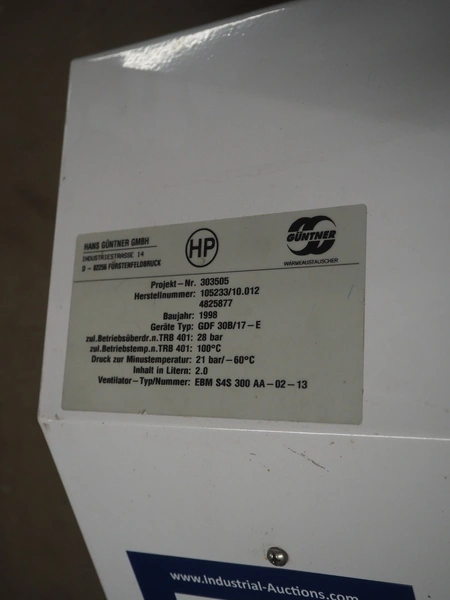 HANS GÜNTNER GMBH
INDUSTRIESTRASSE 14
D - 82256 FÜRSTENFELDBRUCK
HP
GÜNTNER
WÄRMEAUSTAUSCHER
Projekt-Nr. 303505
Herstellnummer: 105233/10.012
4825877
Baujahr: 1998
Geräte Typ: GDF 30B/17-E
zul.Betriebsüberdr.n.TRB 401: 28 bar
zul.Betriebstemp.n.TRB 401: 100°C
Druck zur Minustemperatur: 21 bar/-60°C
Inhalt in Litern: 2.0
Ventilator-Typ/Nummer: EBM S4S 300 AA-02-13
www.Industrial-Auctions.com